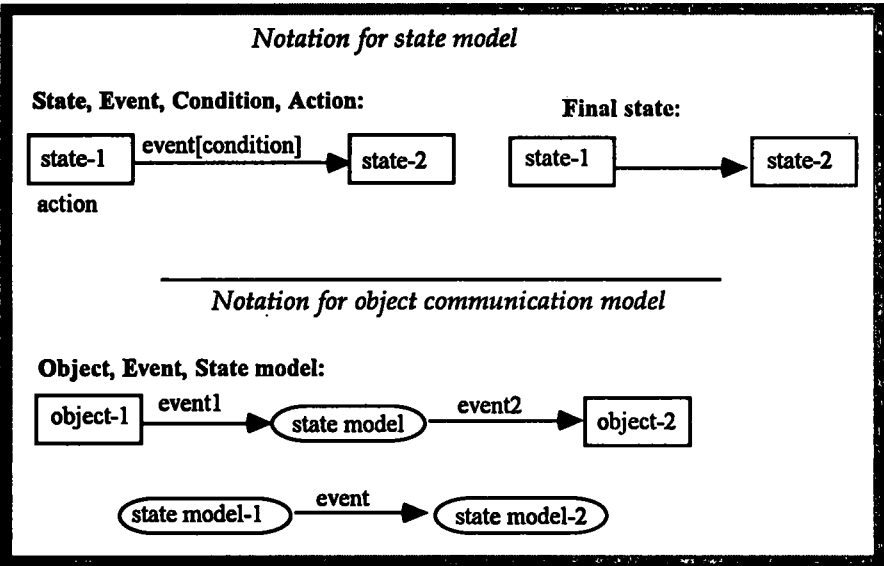 Notation for state model
State, Event, Condition, Action:
Final state:
state-1
event[condition]
state-2
state-1
state-2
action
Notation for object communication model
Object, Event, State model:
object-1
event1
state model
event2
object-2
state model-1
event
state model-2